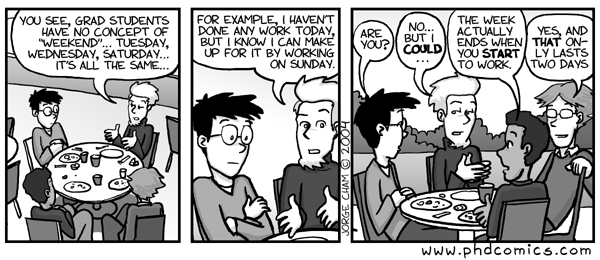 YOU SEE, GRAD STUDENTS
HAVE NO CONCEPT OF
"WEEKEND"... TUESDAY,
WEDNESDAY, SATURDAY...
IT'S ALL THE SAME...
FOR EXAMPLE, I HAVEN'T
DONE ANY WORK TODAY,
BUT I KNOW I CAN MAKE
UP FOR IT BY WORKING
ON SUNDAY.
JORGE CHAM © 2004
ARE
YOU?
NO...
BUT I
COULD
...
THE WEEK
ACTUALLY
ENDS WHEN
YOU START
TO WORK.
YES, AND
THAT ON-
LY LASTS
TWO DAYS
www.phdcomics.com